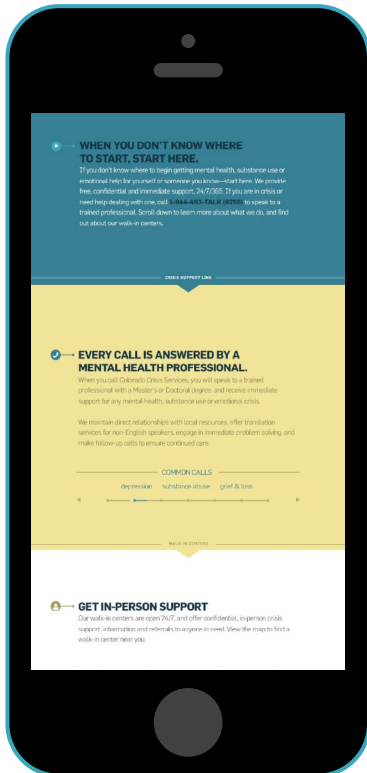 WHEN YOU DON'T KNOW WHERE
TO START, START HERE.
If you don't know where to begin getting mental health, substance use or
emotional help for yourself or someone you know—start here. We provide
free, confidential and immediate support, 24/7/365. If you are in crisis or
need help dealing with one, call 1-844-493-TALK (8255) to speak to a
trained professional. Scroll down to learn more about what we do, and find
out about our walk-in centers.
CRISIS SUPPORT LINE
EVERY CALL IS ANSWERED BY A
MENTAL HEALTH PROFESSIONAL.
When you call Colorado Crisis Services, you will speak to a trained
professional with a Master's or Doctoral degree, and receive immediate
support for any mental health, substance use or emotional crisis.
We maintain direct relationships with local resources, offer translation
services for non-English speakers, engage in immediate problem solving, and
make follow-up calls to ensure continued care.
COMMON CALLS
depression substance abuse grief & loss
WALK-IN CENTERS
GET IN-PERSON SUPPORT
Our walk-in centers are open 24/7, and offer confidential, in-person crisis
support, information and referrals to anyone in need. View the map to find a
walk-in center near you.